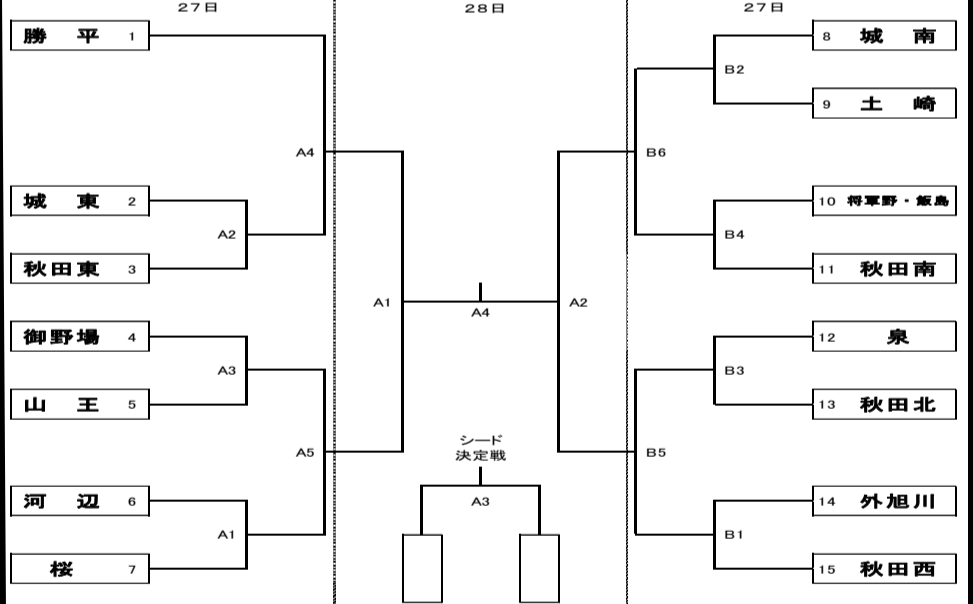 27日
28日
27日
勝 平 1
8 城 南
B2
9 土 崎
A4
B6
城 東 2
10 将軍野・飯島
A2
B4
秋田東 3
11 秋田南
A1
A4
A2
御野場 4
12 泉
A3
B3
山 王 5
13 秋田北
A5
シード
決定戦
B5
河 辺 6
A3
14 外旭川
A1
B1
桜 7
15 秋田西